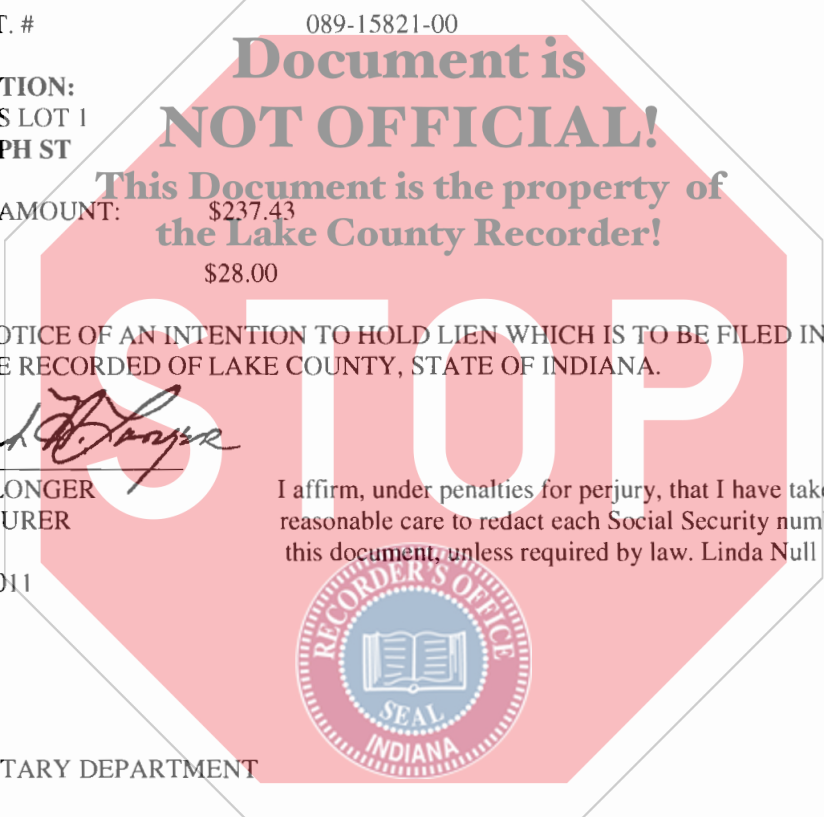 T. # 089-15821-00
Document is
TION:
S LOT 1
NOT OFFICIAL!
PH ST
This Document is the property of
AMOUNT: $237.43
the Lake County Recorder!
$28.00
STOP
OTICE OF AN INTENTION TO HOLD LIEN WHICH IS TO BE FILED IN
E RECORDED OF LAKE COUNTY, STATE OF INDIANA.
LONGER I affirm, under penalties for perjury, that I have take
URER reasonable care to redact each Social Security num
this document, unless required by law. Linda Null
011
RECORDER'S OFFICE
SEAL
INDIANA
TARY DEPARTMENT